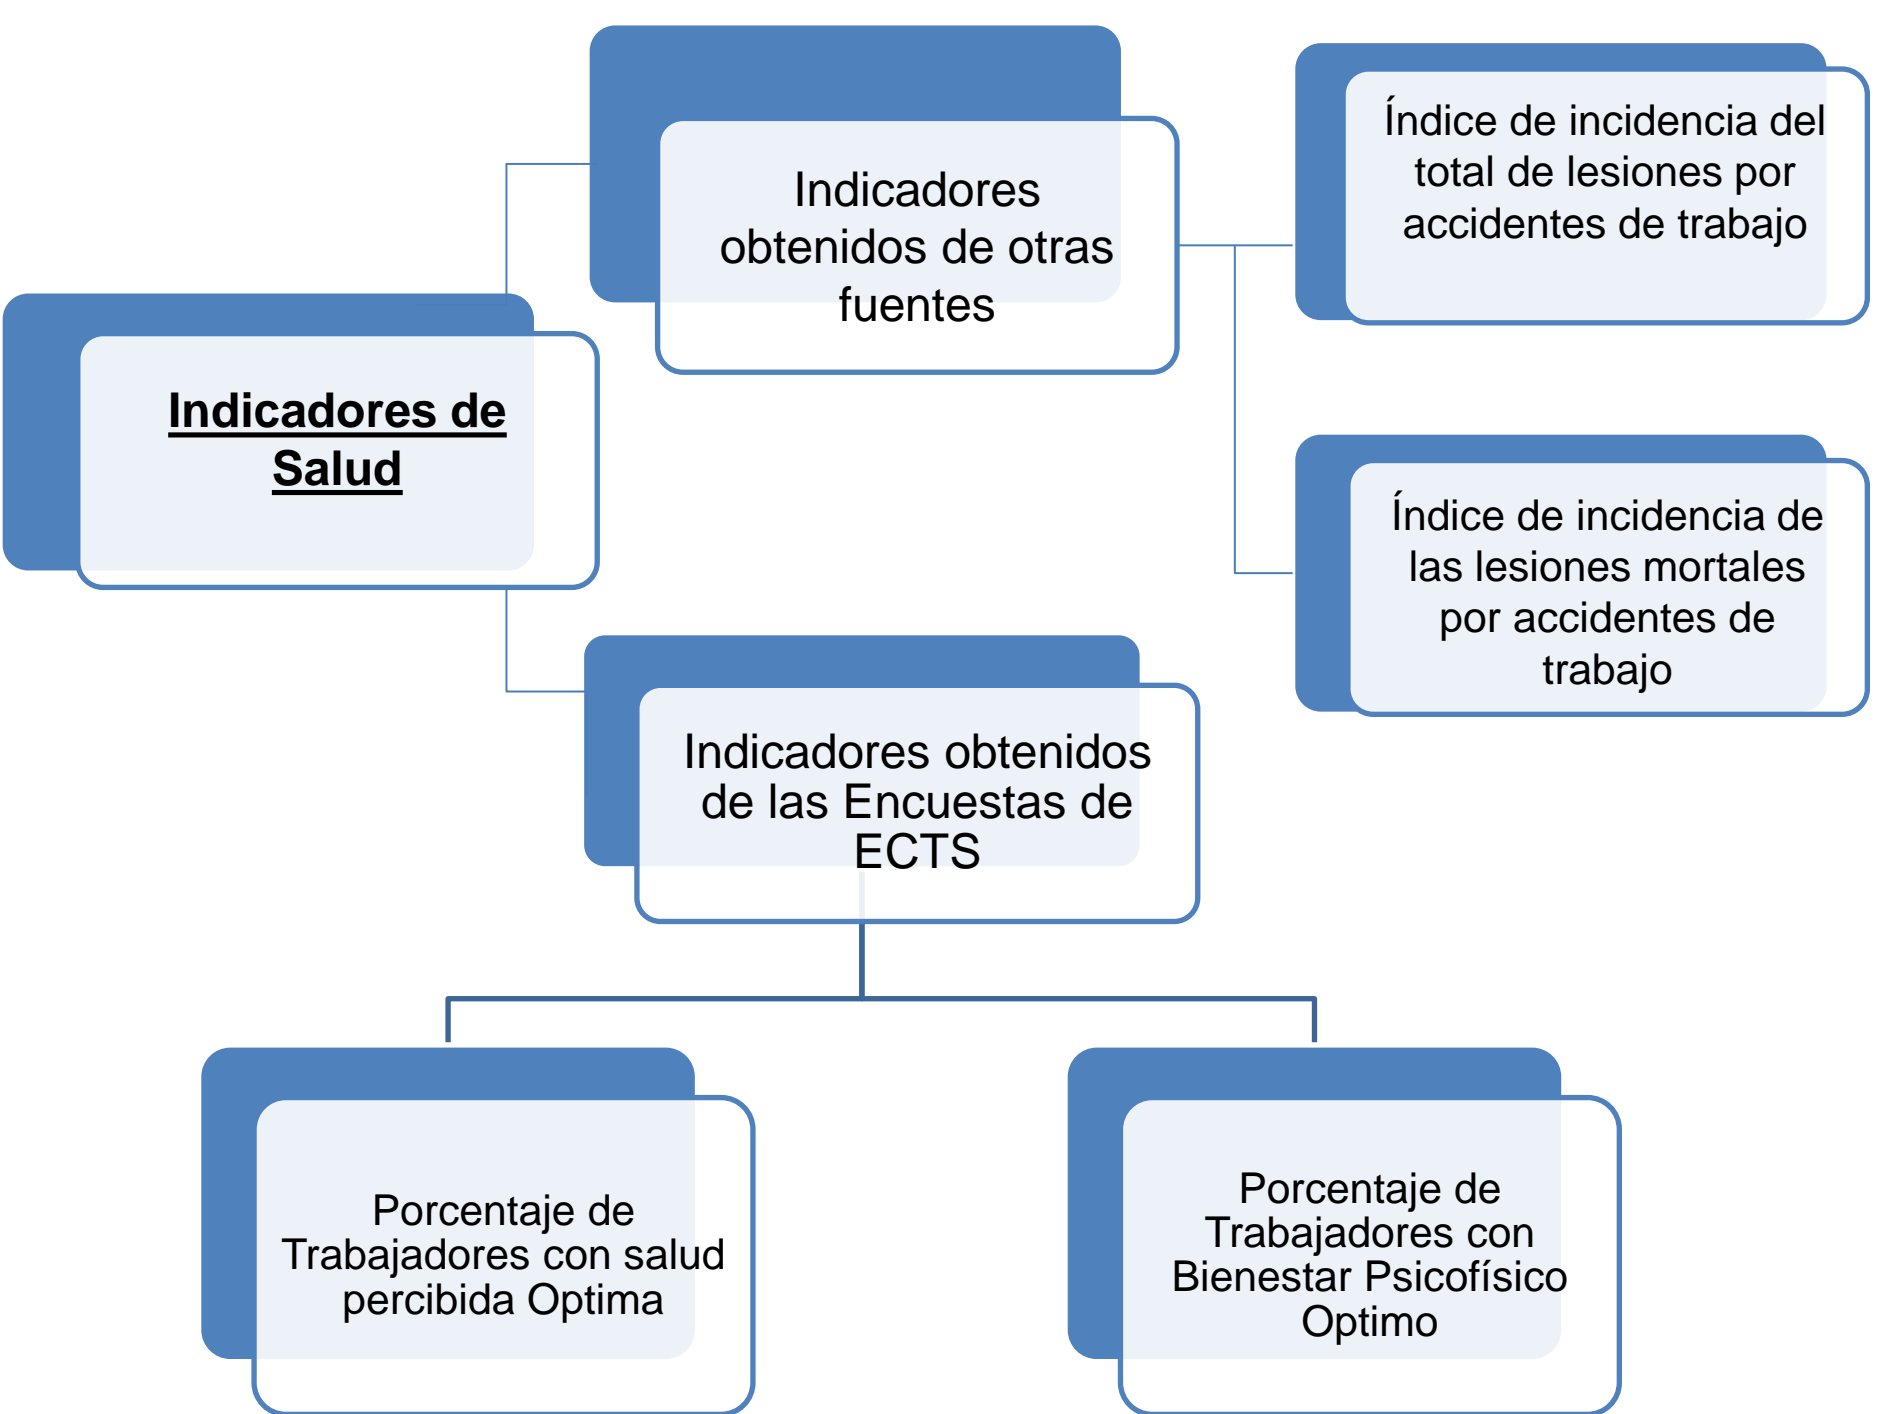 Indicadores
obtenidos de otras
fuentes
Índice de incidencia del
total de lesiones por
accidentes de trabajo
Indicadores de
Salud
Índice de incidencia de
las lesiones mortales
por accidentes de
trabajo
Indicadores obtenidos
de las Encuestas de
ECTS
Porcentaje de
Trabajadores con salud
percibida Optima
Porcentaje de
Trabajadores con
Bienestar Psicofísico
Optimo